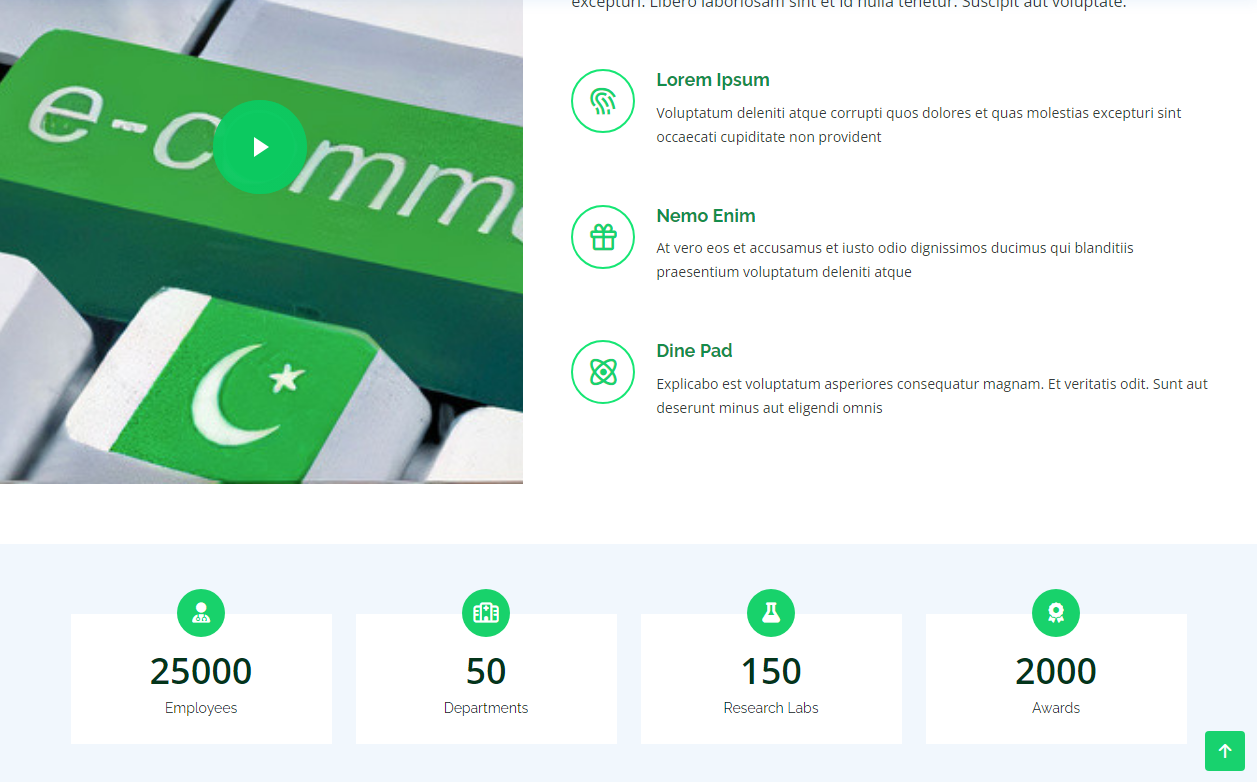 excepturi. Libero laboriosam sint et id nulla tenetur. Suscipit aut voluptate.
e-c mm
Lorem Ipsum
Voluptatum deleniti atque corrupti quos dolores et quas molestias excepturi sint
occaecati cupiditate non provident
Nemo Enim
At vero eos et accusamus et iusto odio dignissimos ducimus qui blanditiis
praesentium voluptatum deleniti atque
Dine Pad
Explicabo est voluptatum asperiores consequatur magnam. Et veritatis odit. Sunt aut
deserunt minus aut eligendi omnis
25000
Employees
50
Departments
150
Research Labs
2000
Awards